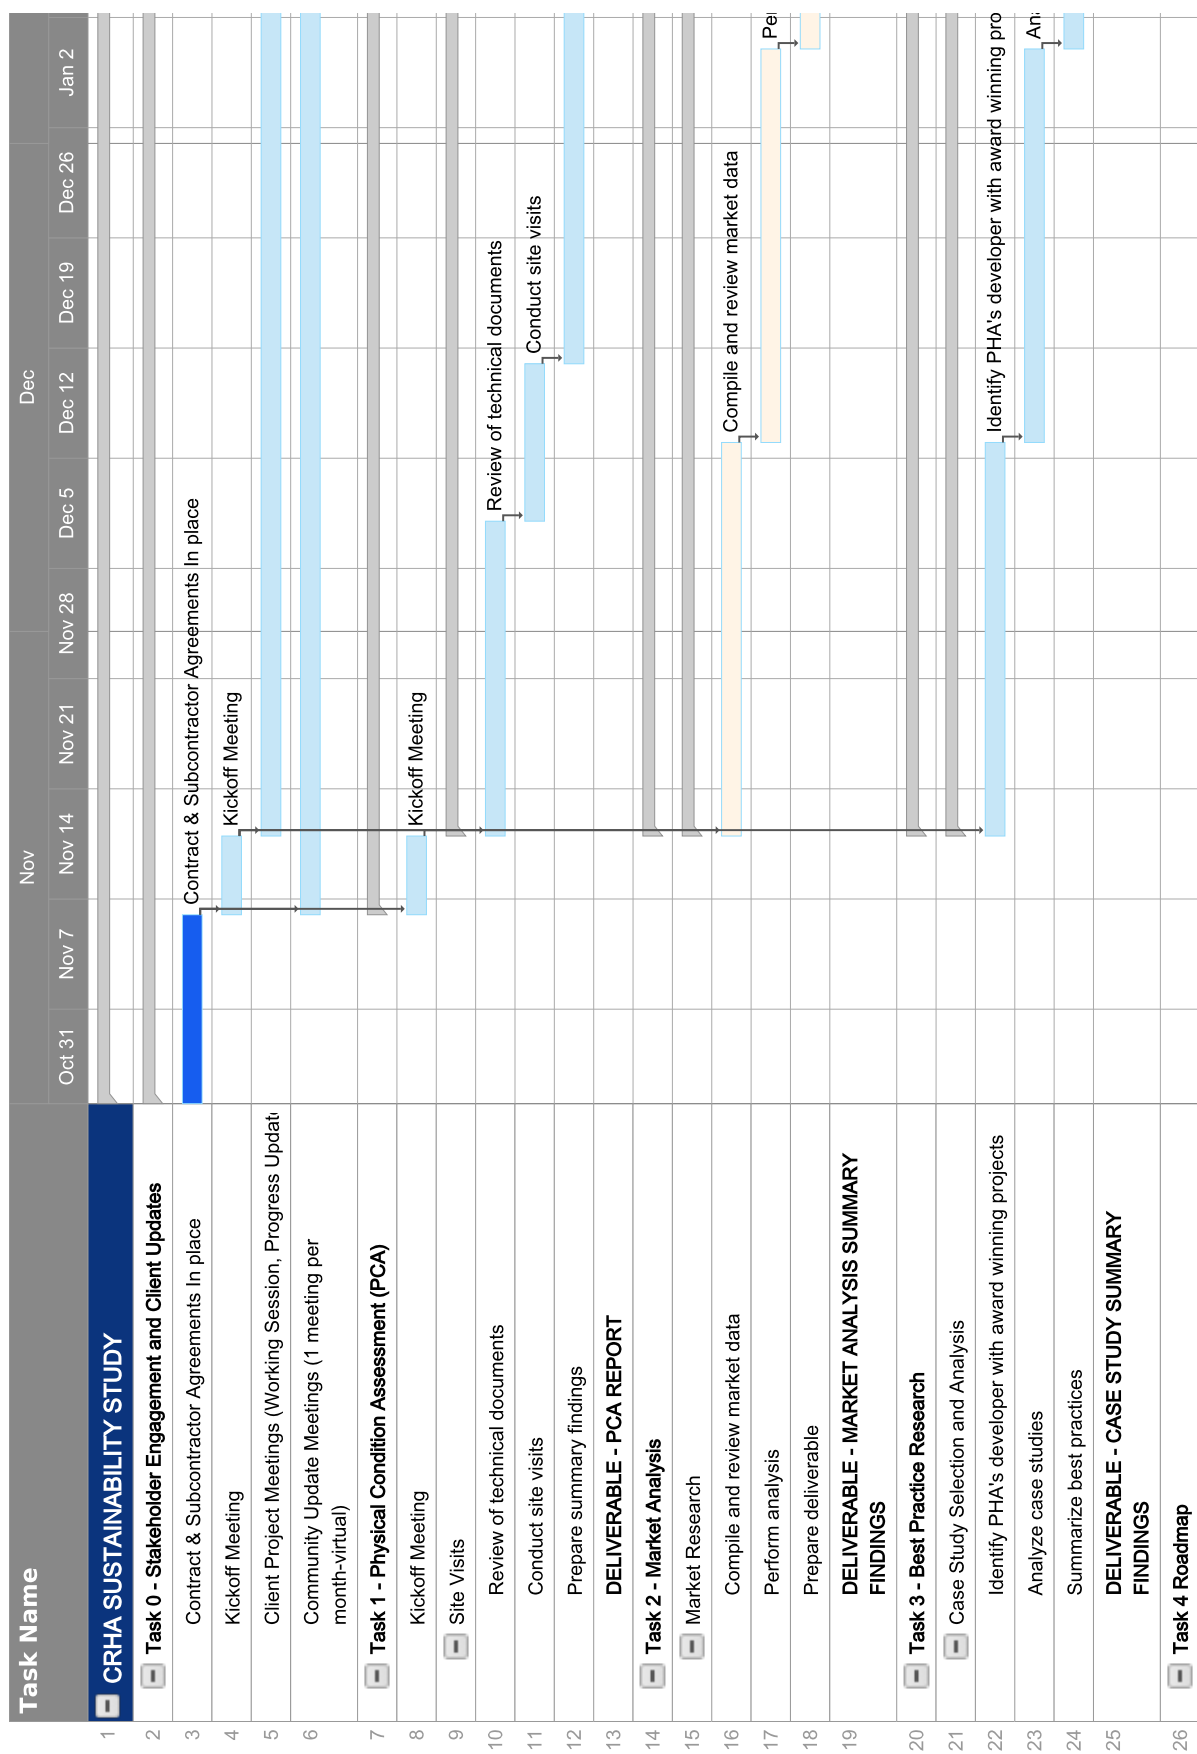 Task Name
Nov
Dec
Oct 31
Nov 7
Nov 14
Nov 21
Nov 28
Dec 5
Dec 12
Dec 19
Dec 26
Jan 2
1
CRHA SUSTAINABILITY STUDY
2
Task 0 - Stakeholder Engagement and Client Updates
3
Contract & Subcontractor Agreements In place
Contract & Subcontractor Agreements In place
4
Kickoff Meeting
Kickoff Meeting
5
Client Project Meetings (Working Session, Progress Updat
6
Community Update Meetings (1 meeting per
month-virtual)
7
Task 1 - Physical Condition Assessment (PCA)
8
Kickoff Meeting
Kickoff Meeting
9
Site Visits
10
Review of technical documents
Review of technical documents
11
Conduct site visits
Conduct site visits
12
Prepare summary findings
13
DELIVERABLE - PCA REPORT
14
Task 2 - Market Analysis
15
Market Research
16
Compile and review market data
Compile and review market data
17
Perform analysis
Pe
18
Prepare deliverable
19
DELIVERABLE - MARKET ANALYSIS SUMMARY
FINDINGS
20
Task 3 - Best Practice Research
21
Case Study Selection and Analysis
22
Identify PHA's developer with award winning projects
Identify PHA's developer with award winning pro
23
Analyze case studies
An
24
Summarize best practices
25
DELIVERABLE - CASE STUDY SUMMARY
FINDINGS
26
Task 4 Roadmap